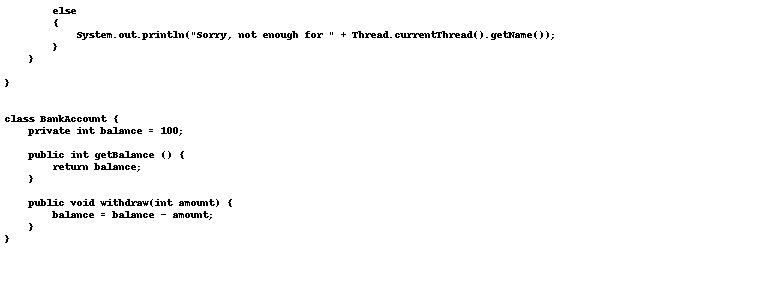 else
{
System.out.println("Sorry, not enough for " + Thread.currentThread().getName());
}
}
}
class BankAccount {
private int balance = 100;
public int getBalance () {
return balance;
}
public void withdraw(int amount) {
balance = balance - amount;
}
}